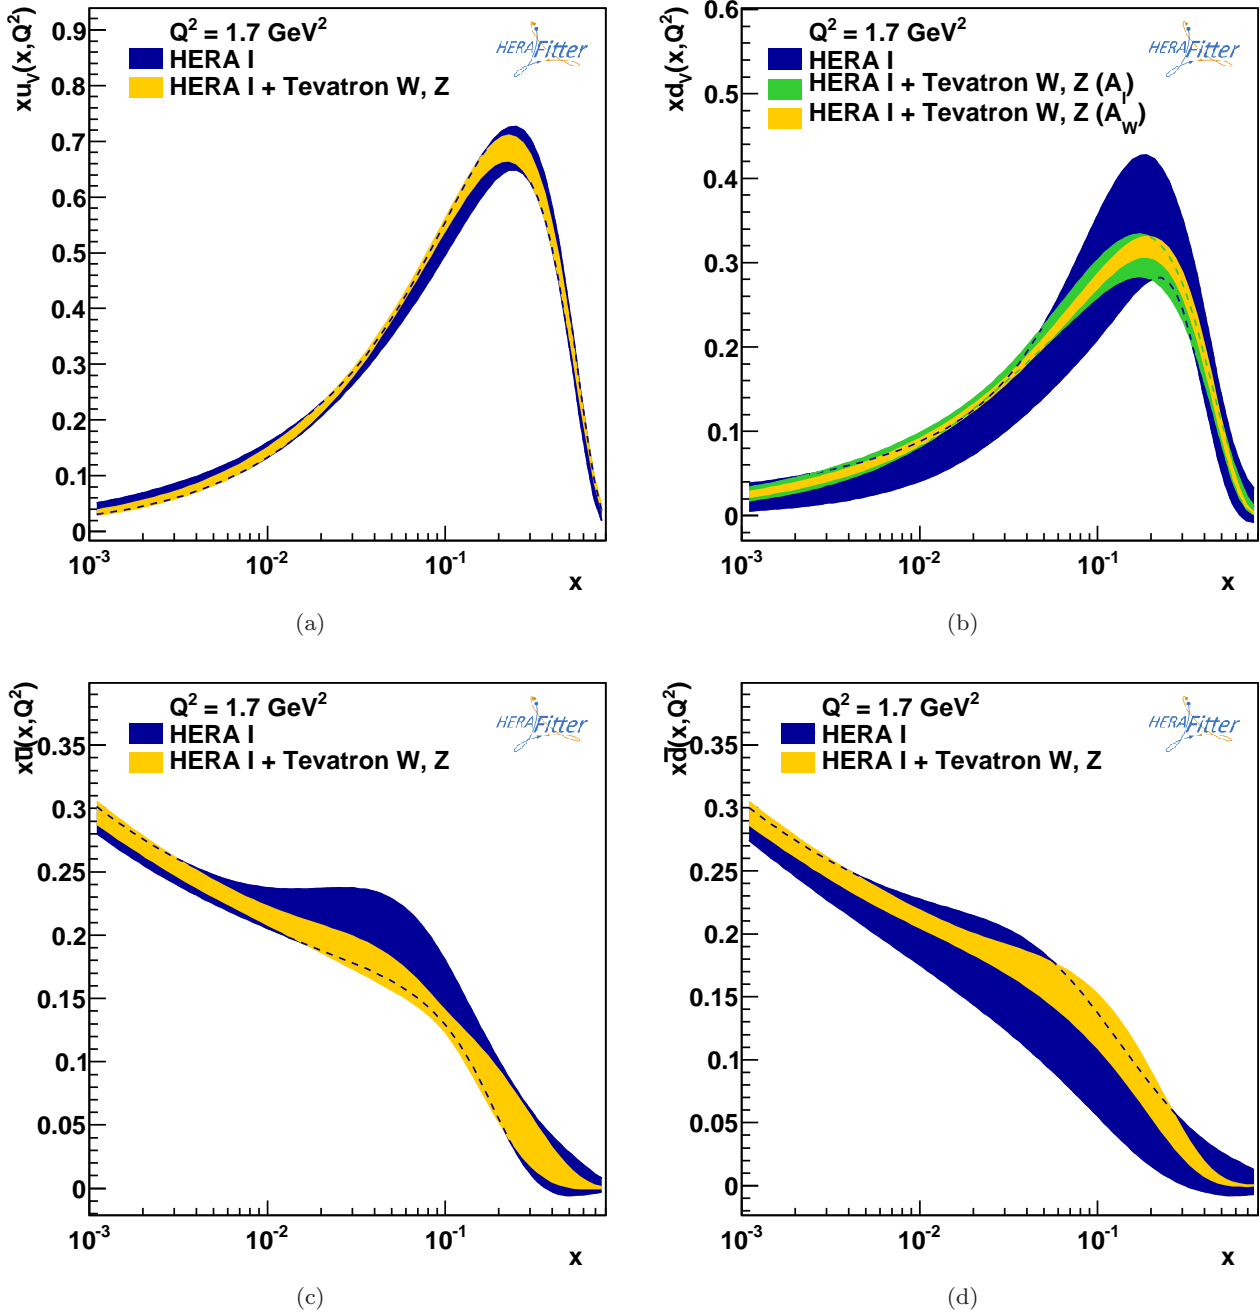 xu_V(x,Q²)
Q² = 1.7 GeV²
HERA I
HERA I + Tevatron W, Z
HERAFitter
0.9
0.8
0.7
0.6
0.5
0.4
0.3
0.2
0.1
0
10⁻³
10⁻²
10⁻¹
x
(a)
xd_V(x,Q²)
Q² = 1.7 GeV²
HERA I
HERA I + Tevatron W, Z (A_l)
HERA I + Tevatron W, Z (A_W)
HERAFitter
0.6
0.5
0.4
0.3
0.2
0.1
0
10⁻³
10⁻²
10⁻¹
x
(b)
xū(x,Q²)
Q² = 1.7 GeV²
HERA I
HERA I + Tevatron W, Z
HERAFitter
0.35
0.3
0.25
0.2
0.15
0.1
0.05
0
10⁻³
10⁻²
10⁻¹
x
(c)
xd̄(x,Q²)
Q² = 1.7 GeV²
HERA I
HERA I + Tevatron W, Z
HERAFitter
0.35
0.3
0.25
0.2
0.15
0.1
0.05
0
10⁻³
10⁻²
10⁻¹
x
(d)